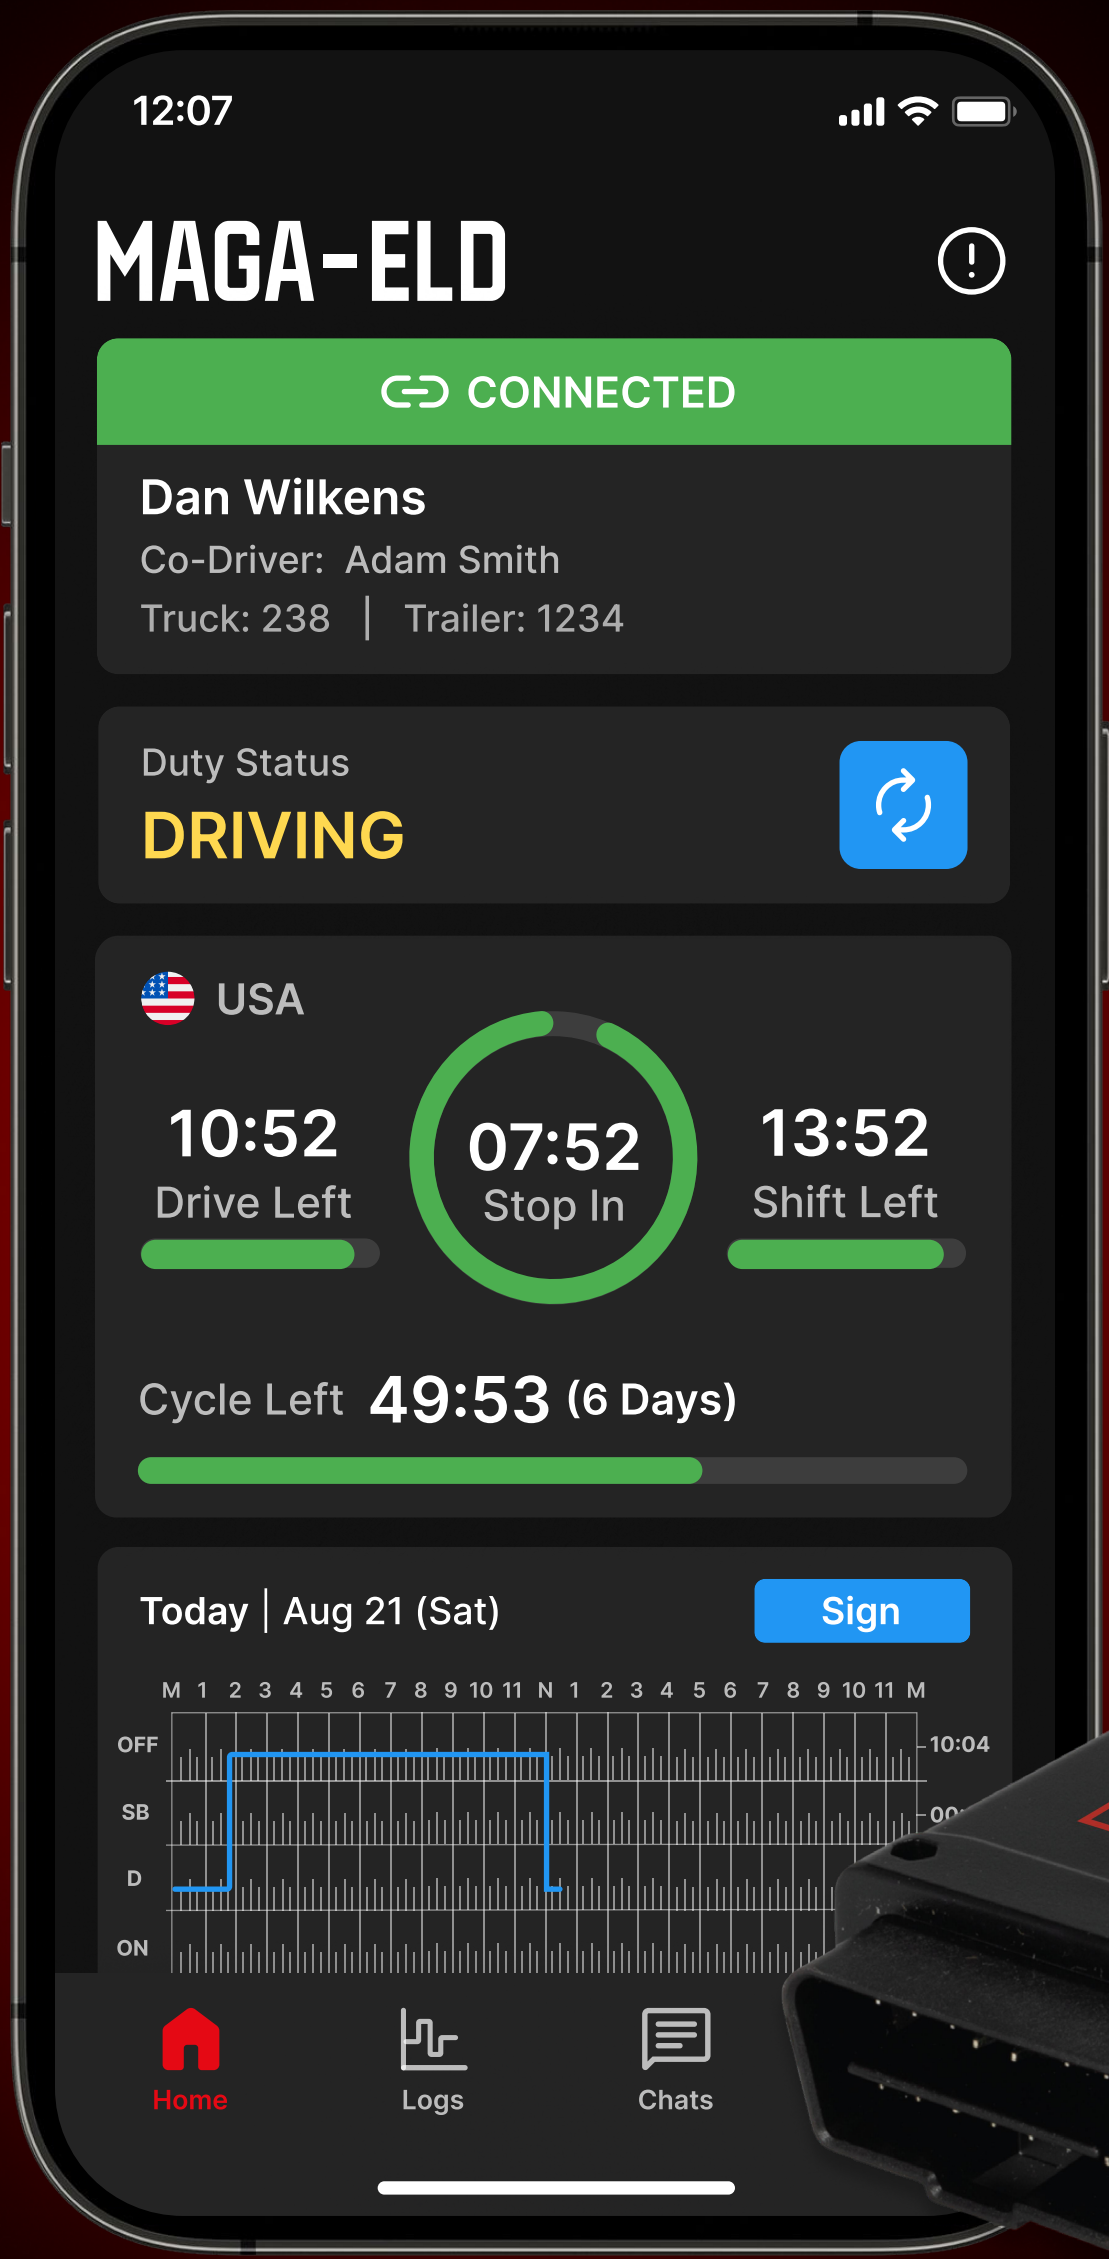 12:07
MAGA-ELD
CONNECTED
Dan Wilkens
Co-Driver: Adam Smith
Truck: 238 | Trailer: 1234
Duty Status
DRIVING
USA
10:52
Drive Left
07:52
Stop In
13:52
Shift Left
Cycle Left 49:53 (6 Days)
Today | Aug 21 (Sat)
Sign
M 1 2 3 4 5 6 7 8 9 10 11 N 1 2 3 4 5 6 7 8 9 10 11 M
OFF
10:04
SB
D
ON
Home
Logs
Chats